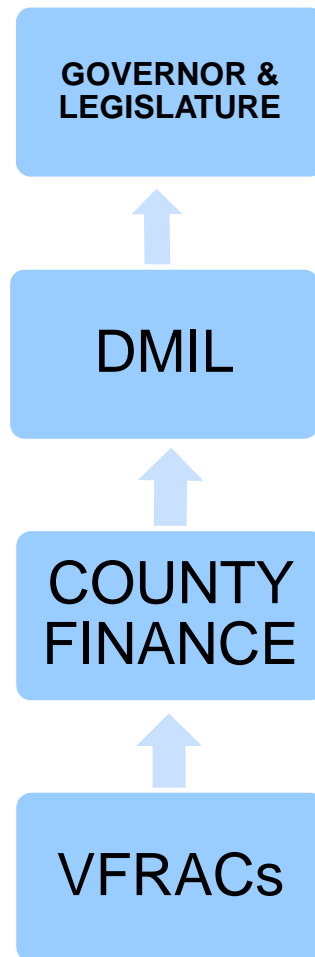 GOVERNOR &
LEGISLATURE
DMIL
COUNTY
FINANCE
VFRACs